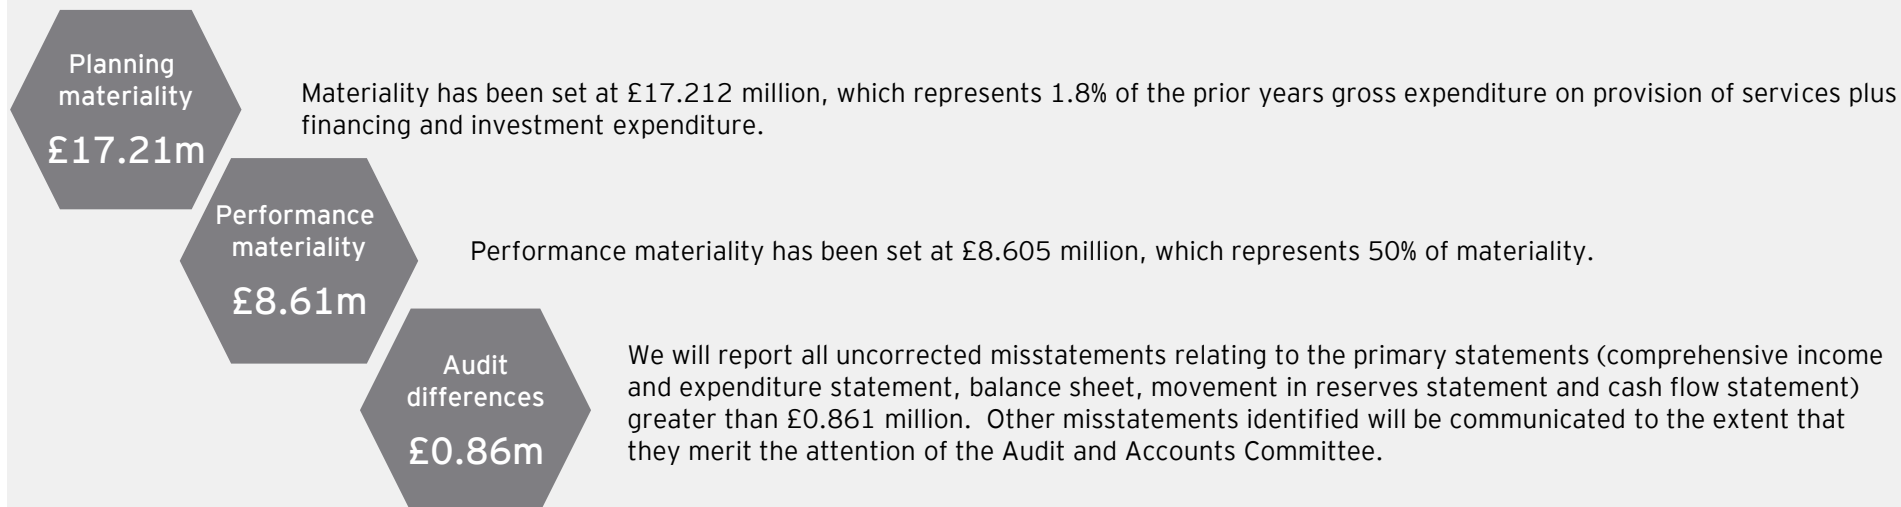 Planning
materiality
£17.21m
Materiality has been set at £17.212 million, which represents 1.8% of the prior years gross expenditure on provision of services plus
financing and investment expenditure.
Performance
materiality
£8.61m
Performance materiality has been set at £8.605 million, which represents 50% of materiality.
Audit
differences
£0.86m
We will report all uncorrected misstatements relating to the primary statements (comprehensive income
and expenditure statement, balance sheet, movement in reserves statement and cash flow statement)
greater than £0.861 million.  Other misstatements identified will be communicated to the extent that
they merit the attention of the Audit and Accounts Committee.